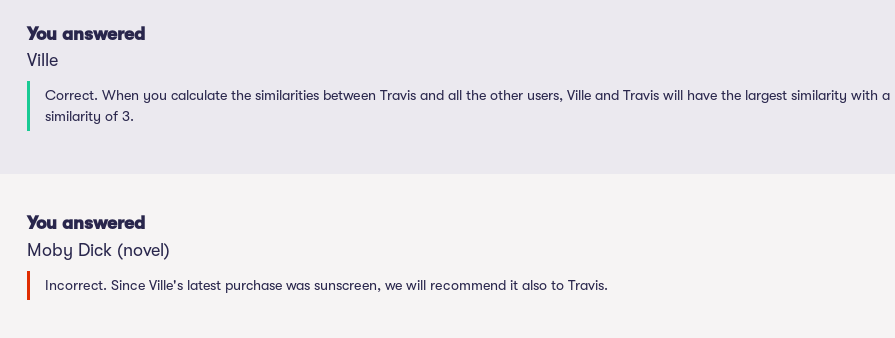 You answered
Ville
Correct. When you calculate the similarities between Travis and all the other users, Ville and Travis will have the largest similarity with a
similarity of 3.
You answered
Moby Dick (novel)
Incorrect. Since Ville's latest purchase was sunscreen, we will recommend it also to Travis.